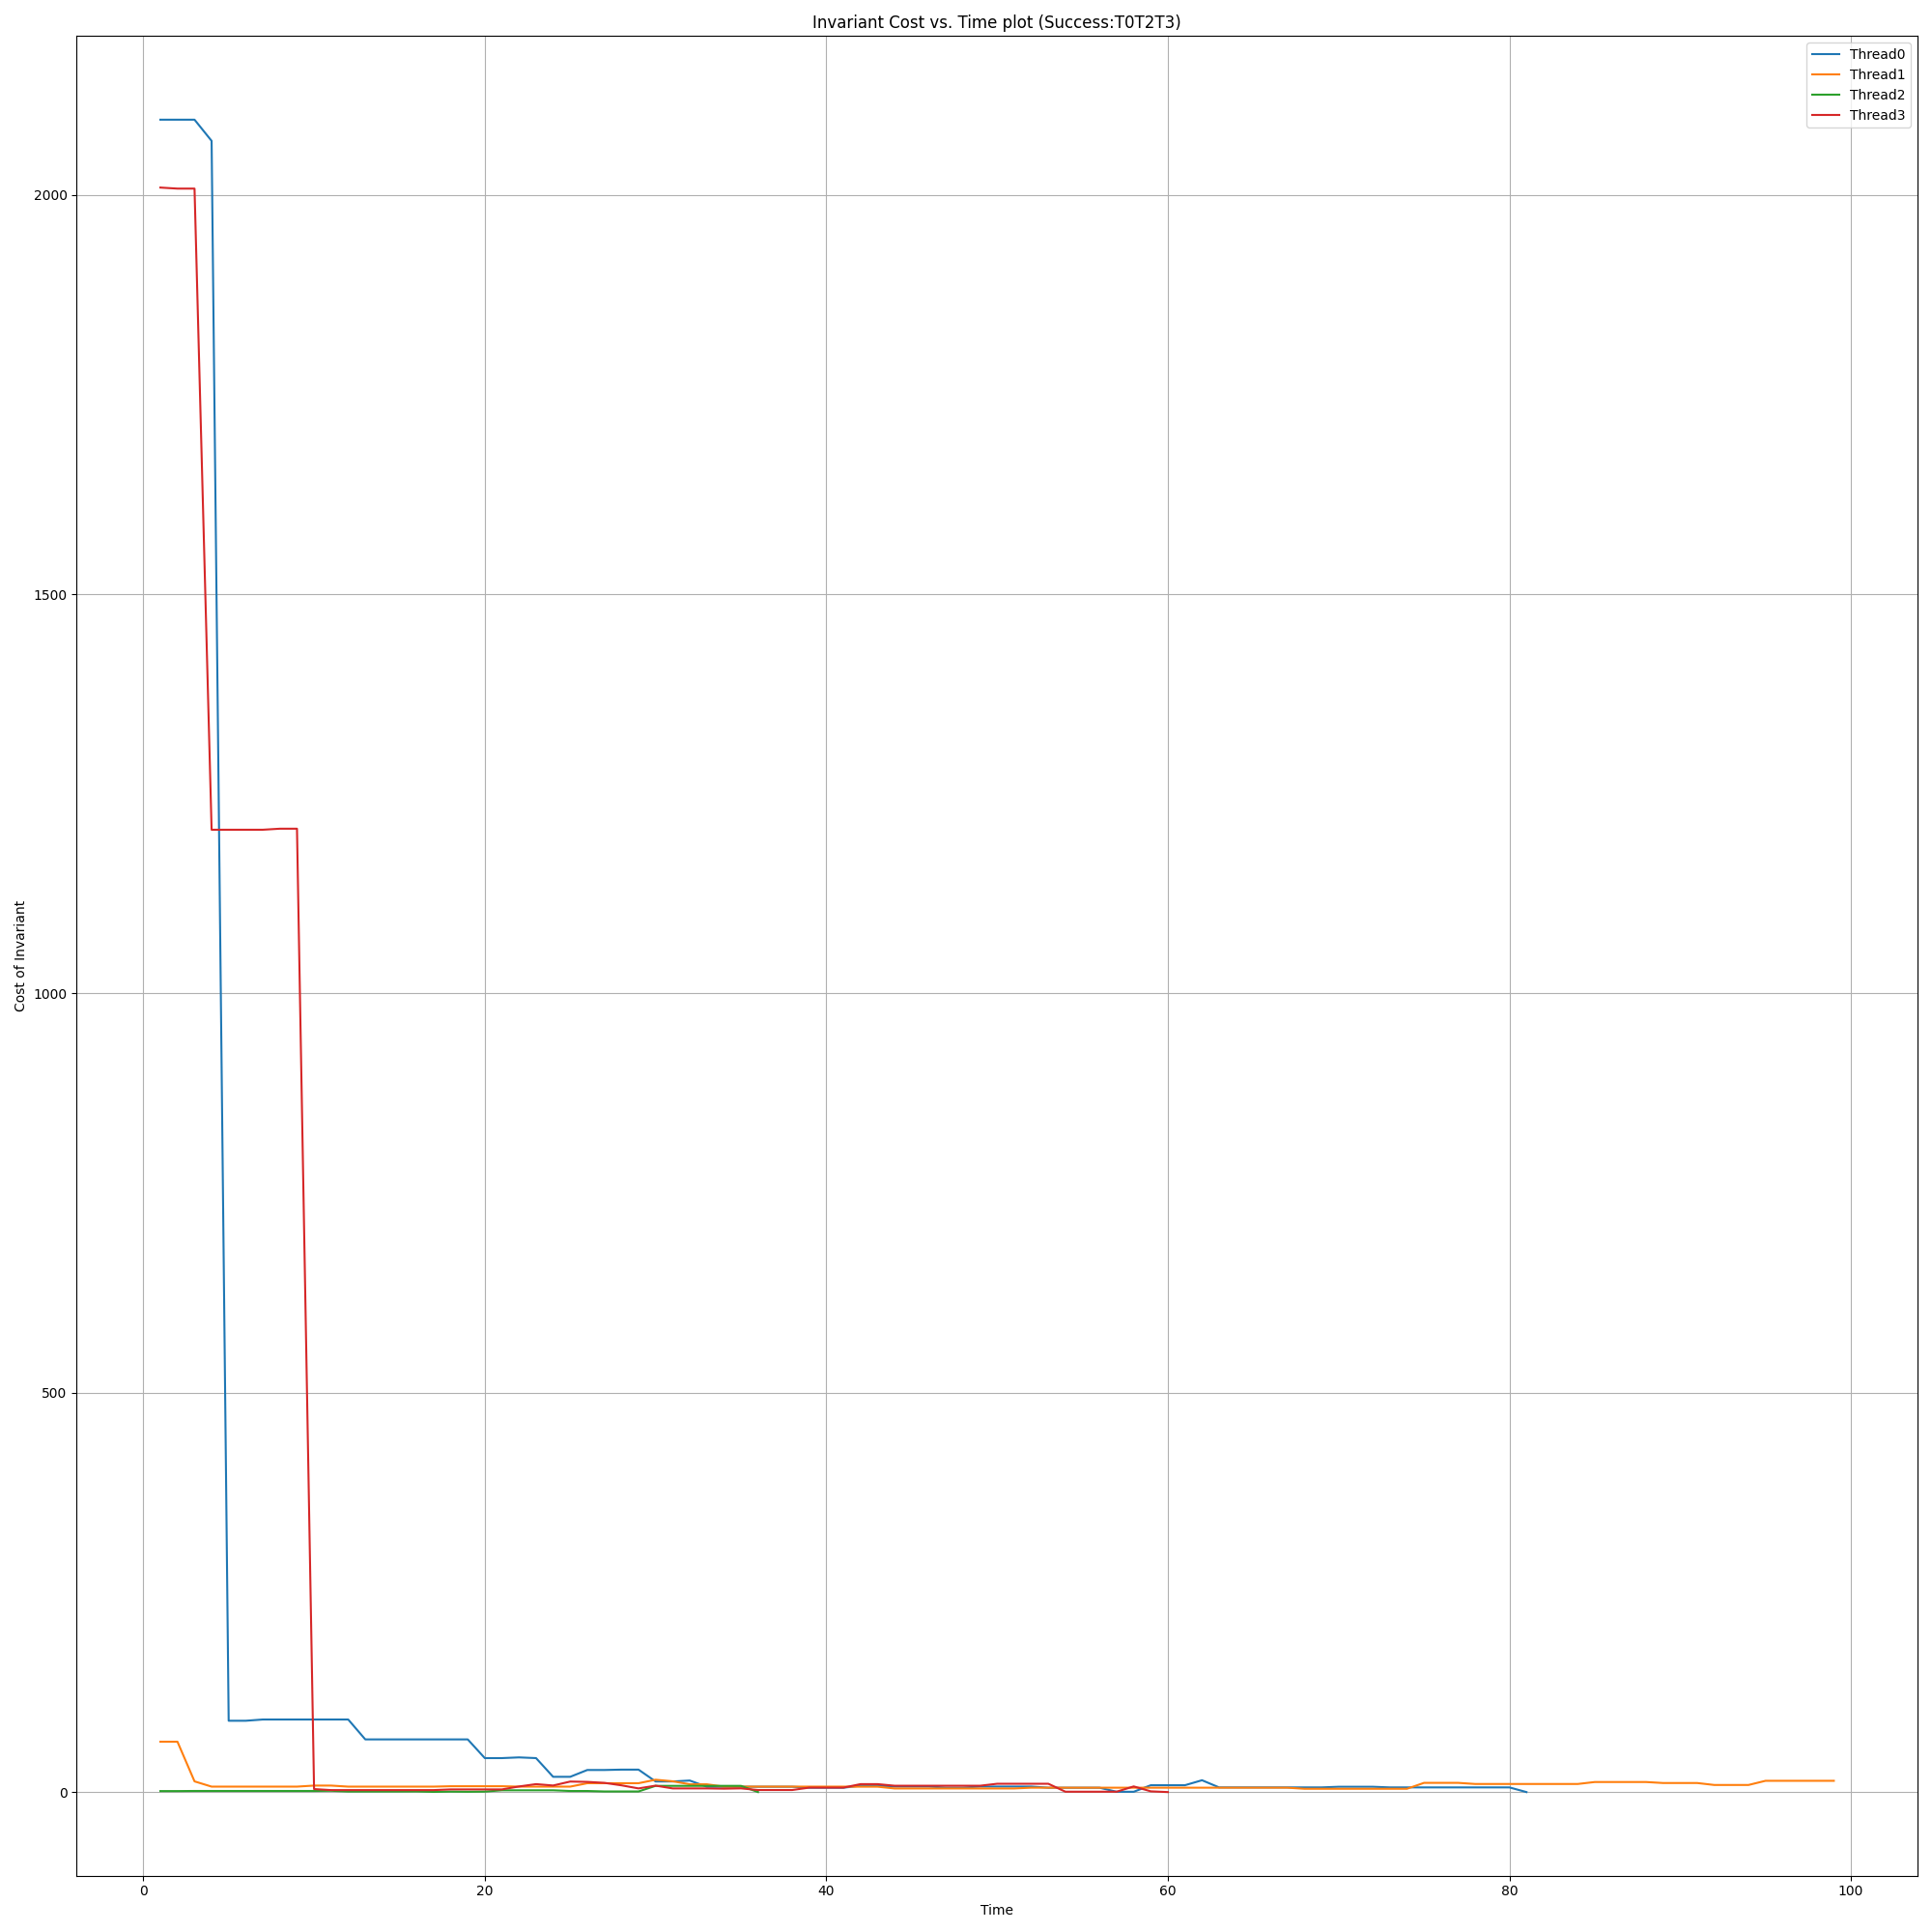 Invariant Cost vs. Time plot (Success:T0T2T3)
Thread0
Thread1
Thread2
Thread3
2000
1500
1000
500
0
Cost of Invariant
0 20 40 60 80 100
Time